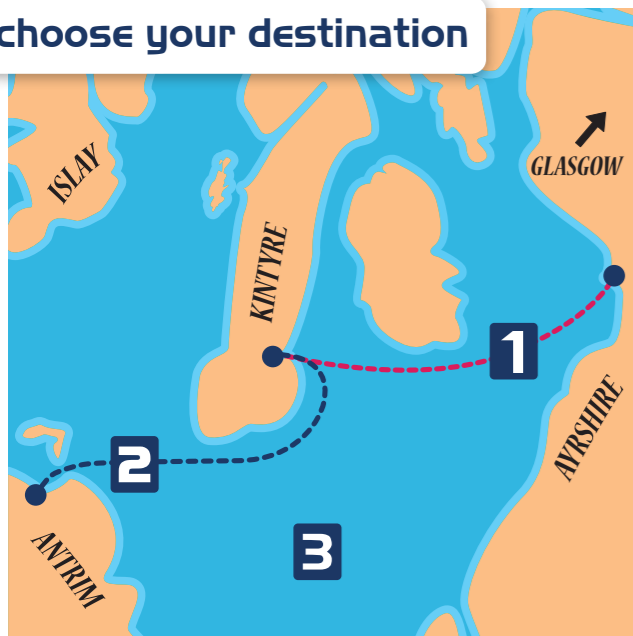 choose your destination
ISLAY
GLASGOW
KINTYRE
1
AYRSHIRE
2
3
ANTRIM